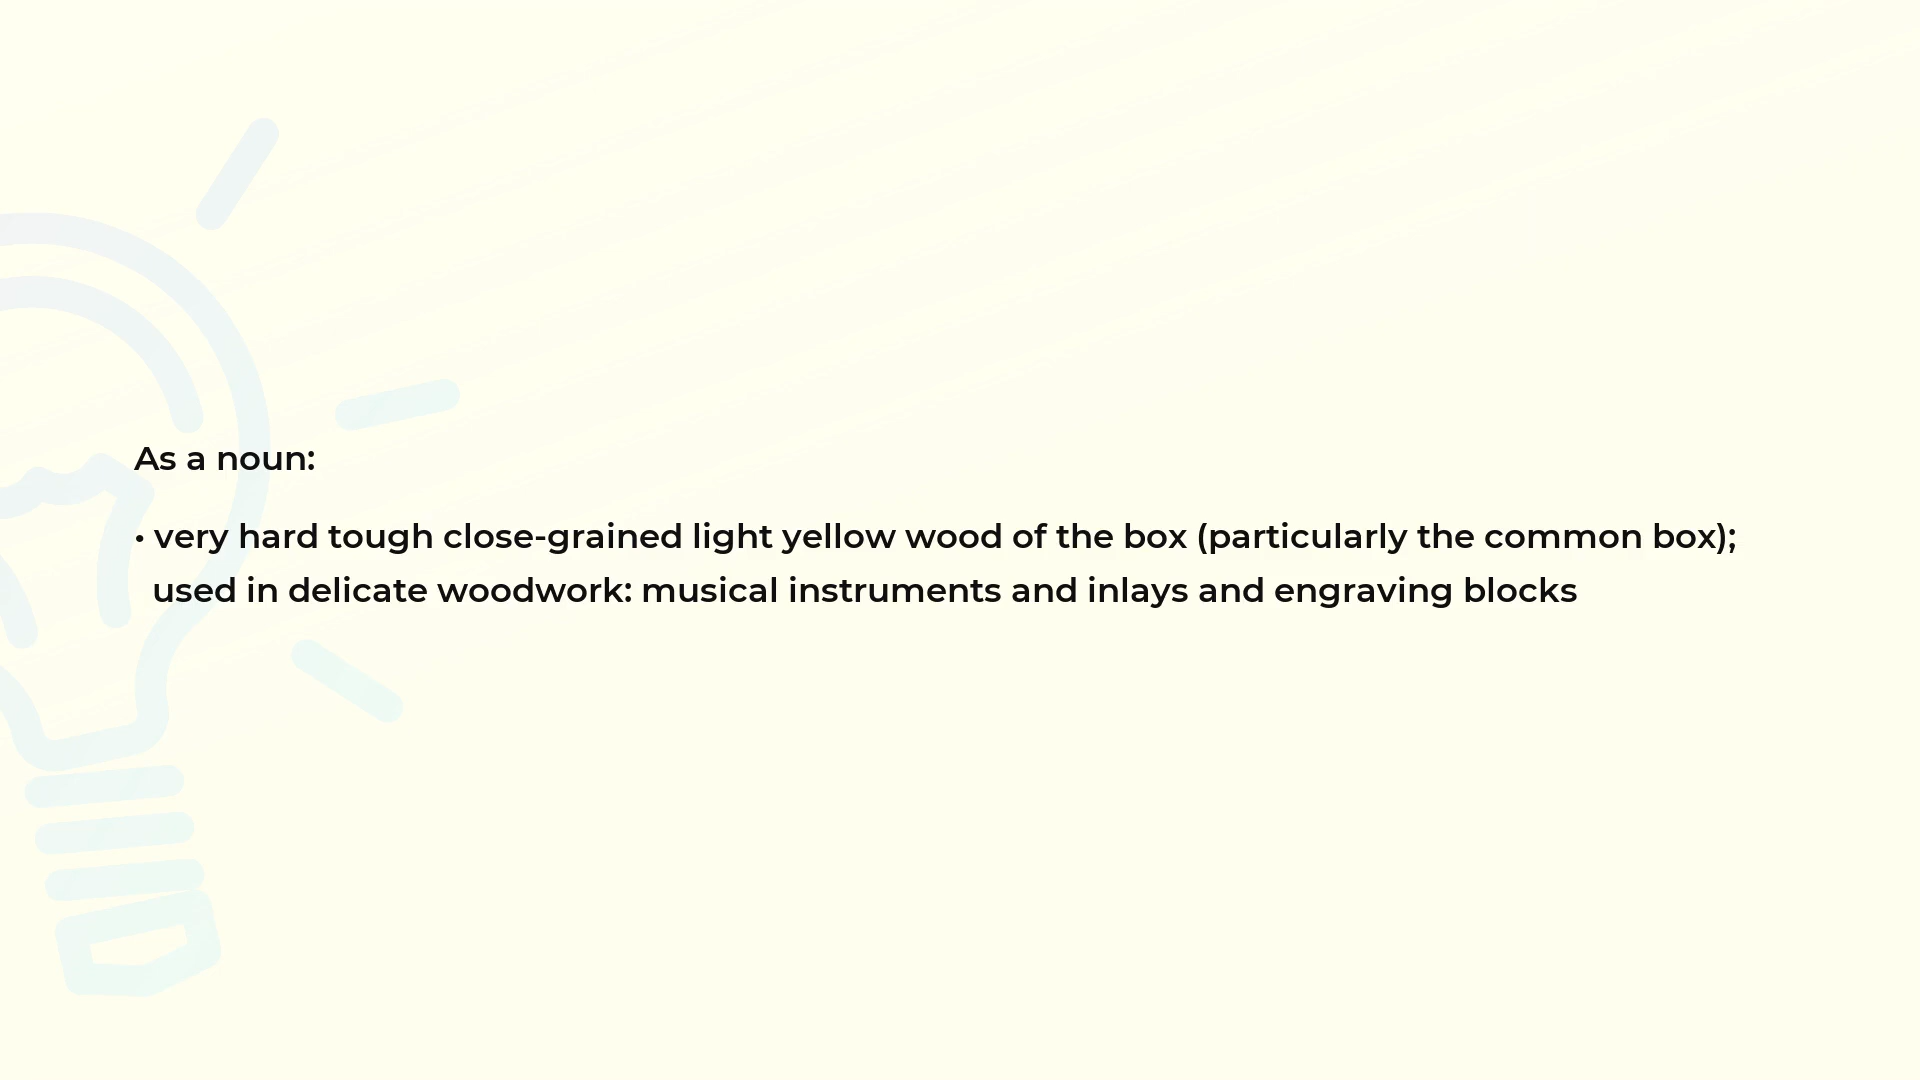 As a noun:
• very hard tough close-grained light yellow wood of the box (particularly the common box);
used in delicate woodwork: musical instruments and inlays and engraving blocks